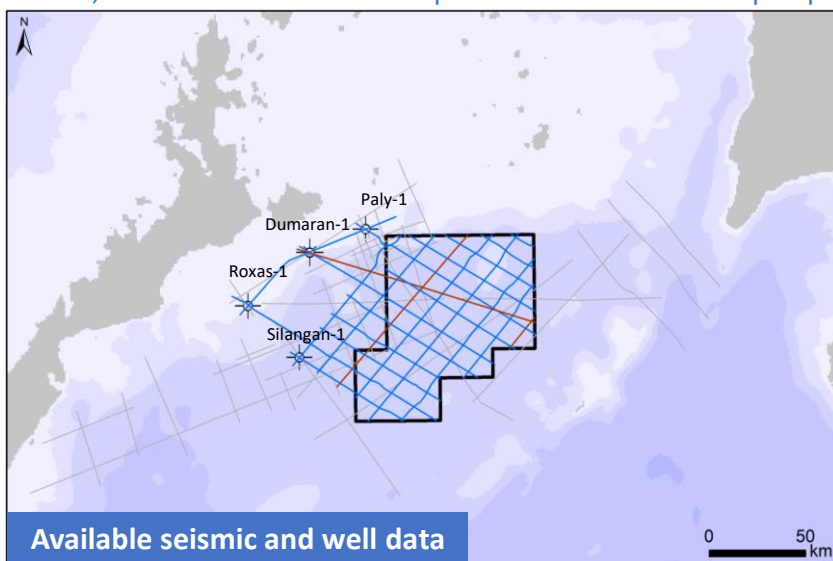 N
Paly-1
Dumaran-1
Roxas-1
Silangan-1
Available seismic and well data
0 50
km